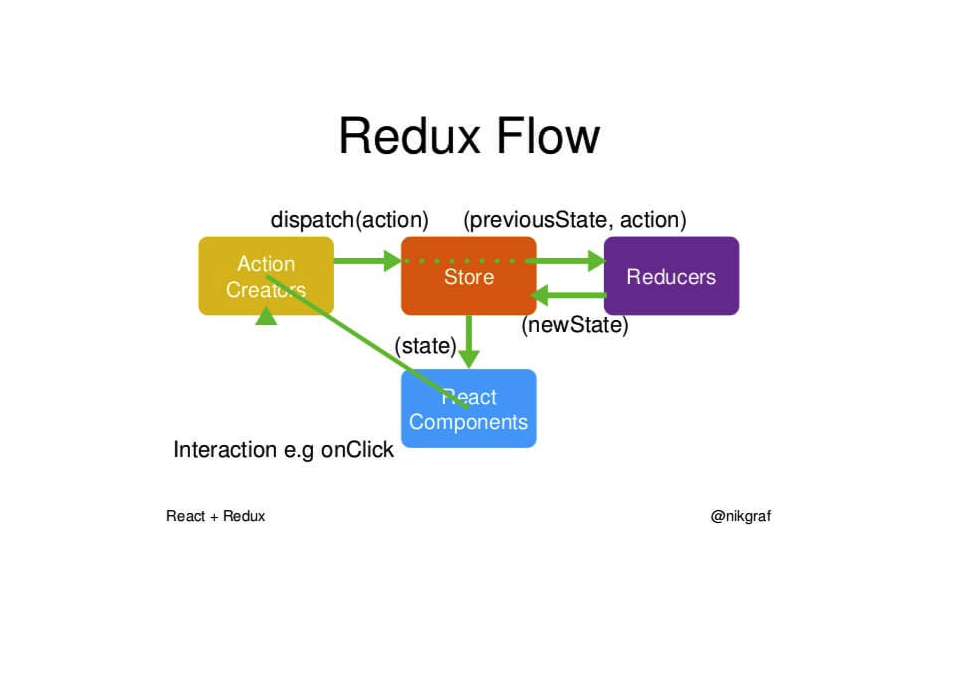 Redux Flow
dispatch(action)
(previousState, action)
Action
Creators
Store
Reducers
(newState)
(state)
React
Components
Interaction e.g onClick
React + Redux
@nikgraf